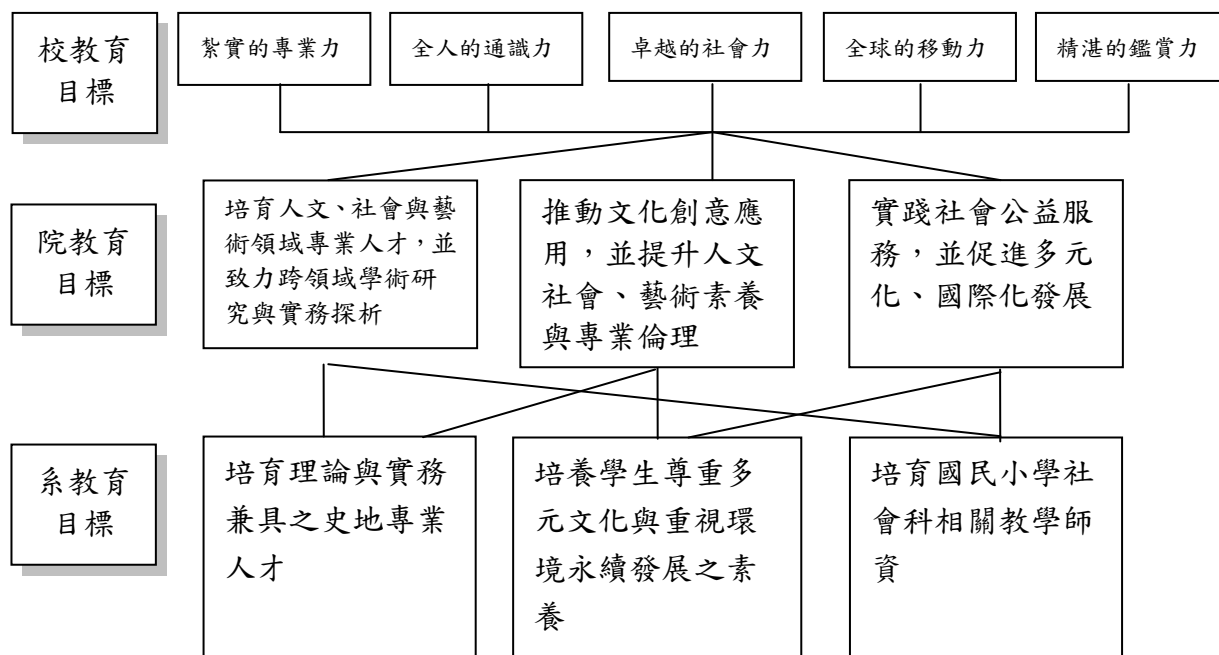 校教育
目標
紮實的專業力
全人的通識力
卓越的社會力
全球的移動力
精湛的鑑賞力
院教育
目標
培育人文、社會與藝
術領域專業人才，並
致力跨領域學術研
究與實務探析
推動文化創意應
用，並提升人文
社會、藝術素養
與專業倫理
實踐社會公益服
務，並促進多元
化、國際化發展
系教育
目標
培育理論與實務
兼具之史地專業
人才
培養學生尊重多
元文化與重視環
境永續發展之素
養
培育國民小學社
會科相關教學師
資